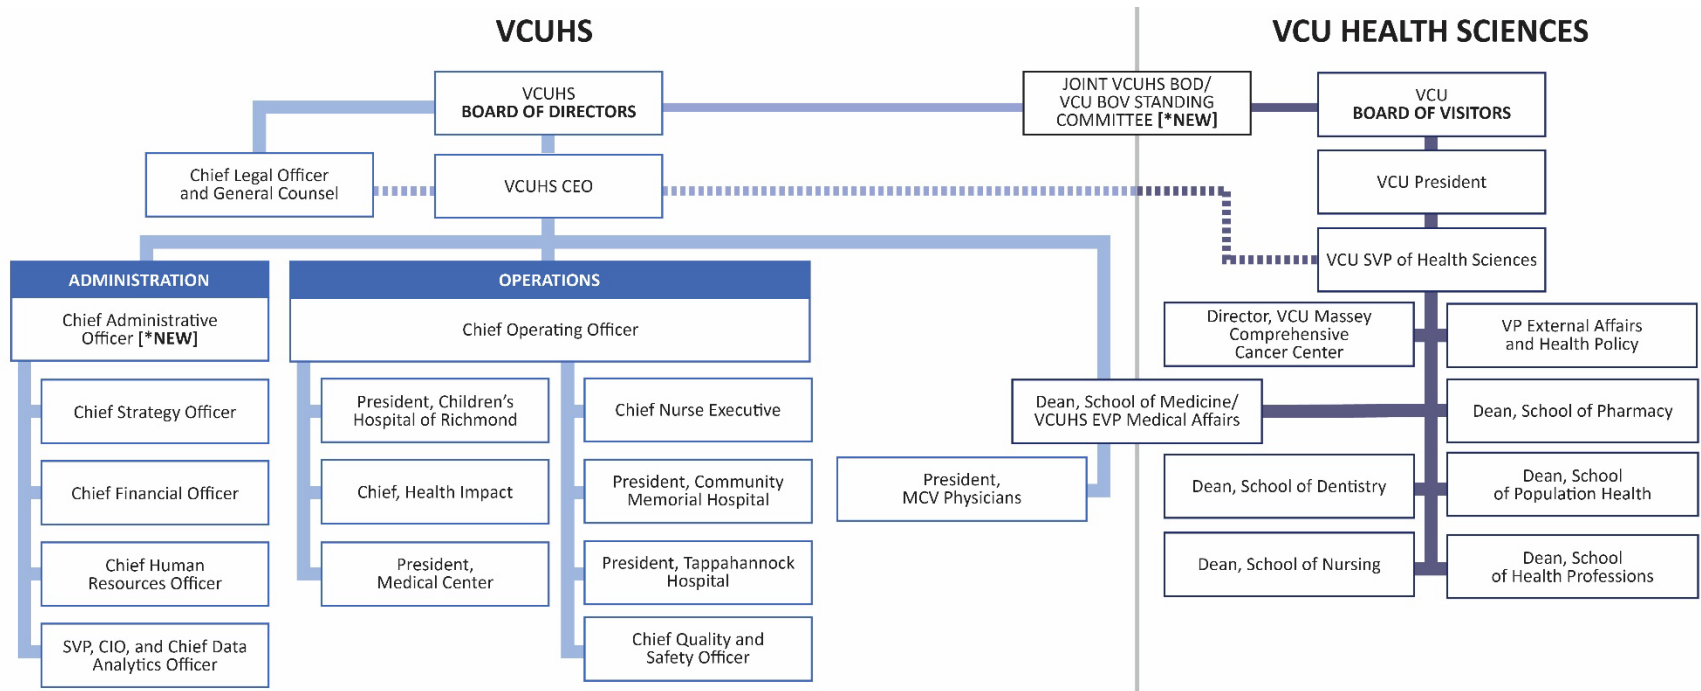 VCUHS
VCU HEALTH SCIENCES
VCUHS
BOARD OF DIRECTORS
JOINT VCUHS BOD/
VCU BOV STANDING
COMMITTEE [*NEW]
VCU
BOARD OF VISITORS
Chief Legal Officer
and General Counsel
VCUHS CEO
VCU President
VCU SVP of Health Sciences
ADMINISTRATION
Chief Administrative
Officer [*NEW]
Chief Strategy Officer
Chief Financial Officer
Chief Human
Resources Officer
SVP, CIO, and Chief Data
Analytics Officer
OPERATIONS
Chief Operating Officer
President, Children’s
Hospital of Richmond
Chief, Health Impact
President,
Medical Center
Chief Nurse Executive
President, Community
Memorial Hospital
President, Tappahannock
Hospital
Chief Quality and
Safety Officer
Dean, School of Medicine/
VCUHS EVP Medical Affairs
President,
MCV Physicians
Director, VCU Massey
Comprehensive
Cancer Center
VP External Affairs
and Health Policy
Dean, School of Pharmacy
Dean, School of Dentistry
Dean, School
of Population Health
Dean, School of Nursing
Dean, School
of Health Professions